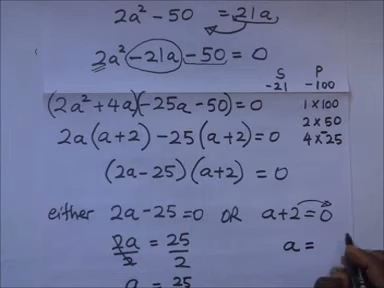 2a² - 50 = 21a
2a² - 21a - 50 = 0
S P
-21 -100
(2a² + 4a)(-25a - 50) = 0 1 x 100
2a(a+2) - 25(a+2) = 0 2 x 50
4 x -25
(2a - 25)(a+2) = 0
either 2a - 25 = 0 OR a + 2 = 0
2a/2 = 25/2 a =
a = 25